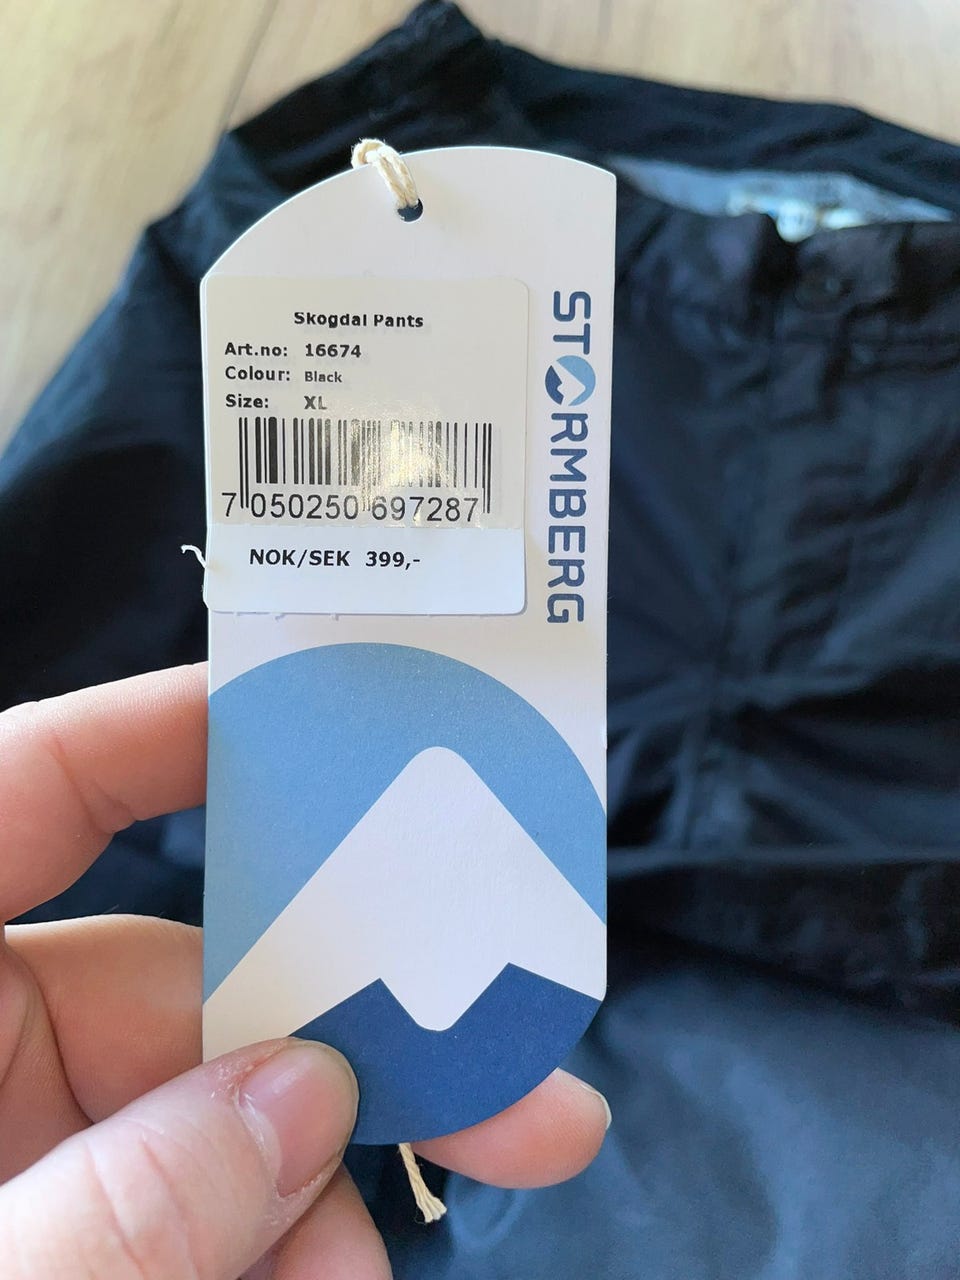 Skogdal Pants
Art.no: 16674
Colour: Black
Size: XL
7 050250 697287
NOK/SEK 399,-
STORMBERG